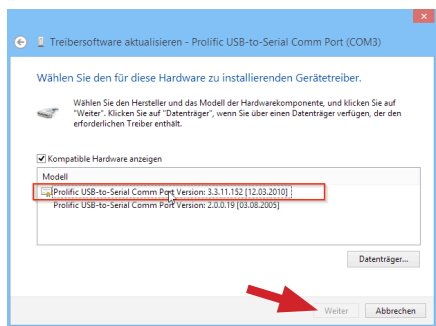 Treibersoftware aktualisieren - Prolific USB-to-Serial Comm Port (COM3)
Wählen Sie den für diese Hardware zu installierenden Gerätetreiber.
Wählen Sie den Hersteller und das Modell der Hardwarekomponente, und klicken Sie auf
"Weiter". Klicken Sie auf "Datenträger", wenn Sie über einen Datenträger verfügen, der den
erforderlichen Treiber enthält.
Kompatible Hardware anzeigen
Modell
Prolific USB-to-Serial Comm Port Version: 3.3.11.152 [12.03.2010]
Prolific USB-to-Serial Comm Port Version: 2.0.0.19 [03.08.2005]
Datenträger...
Weiter Abbrechen